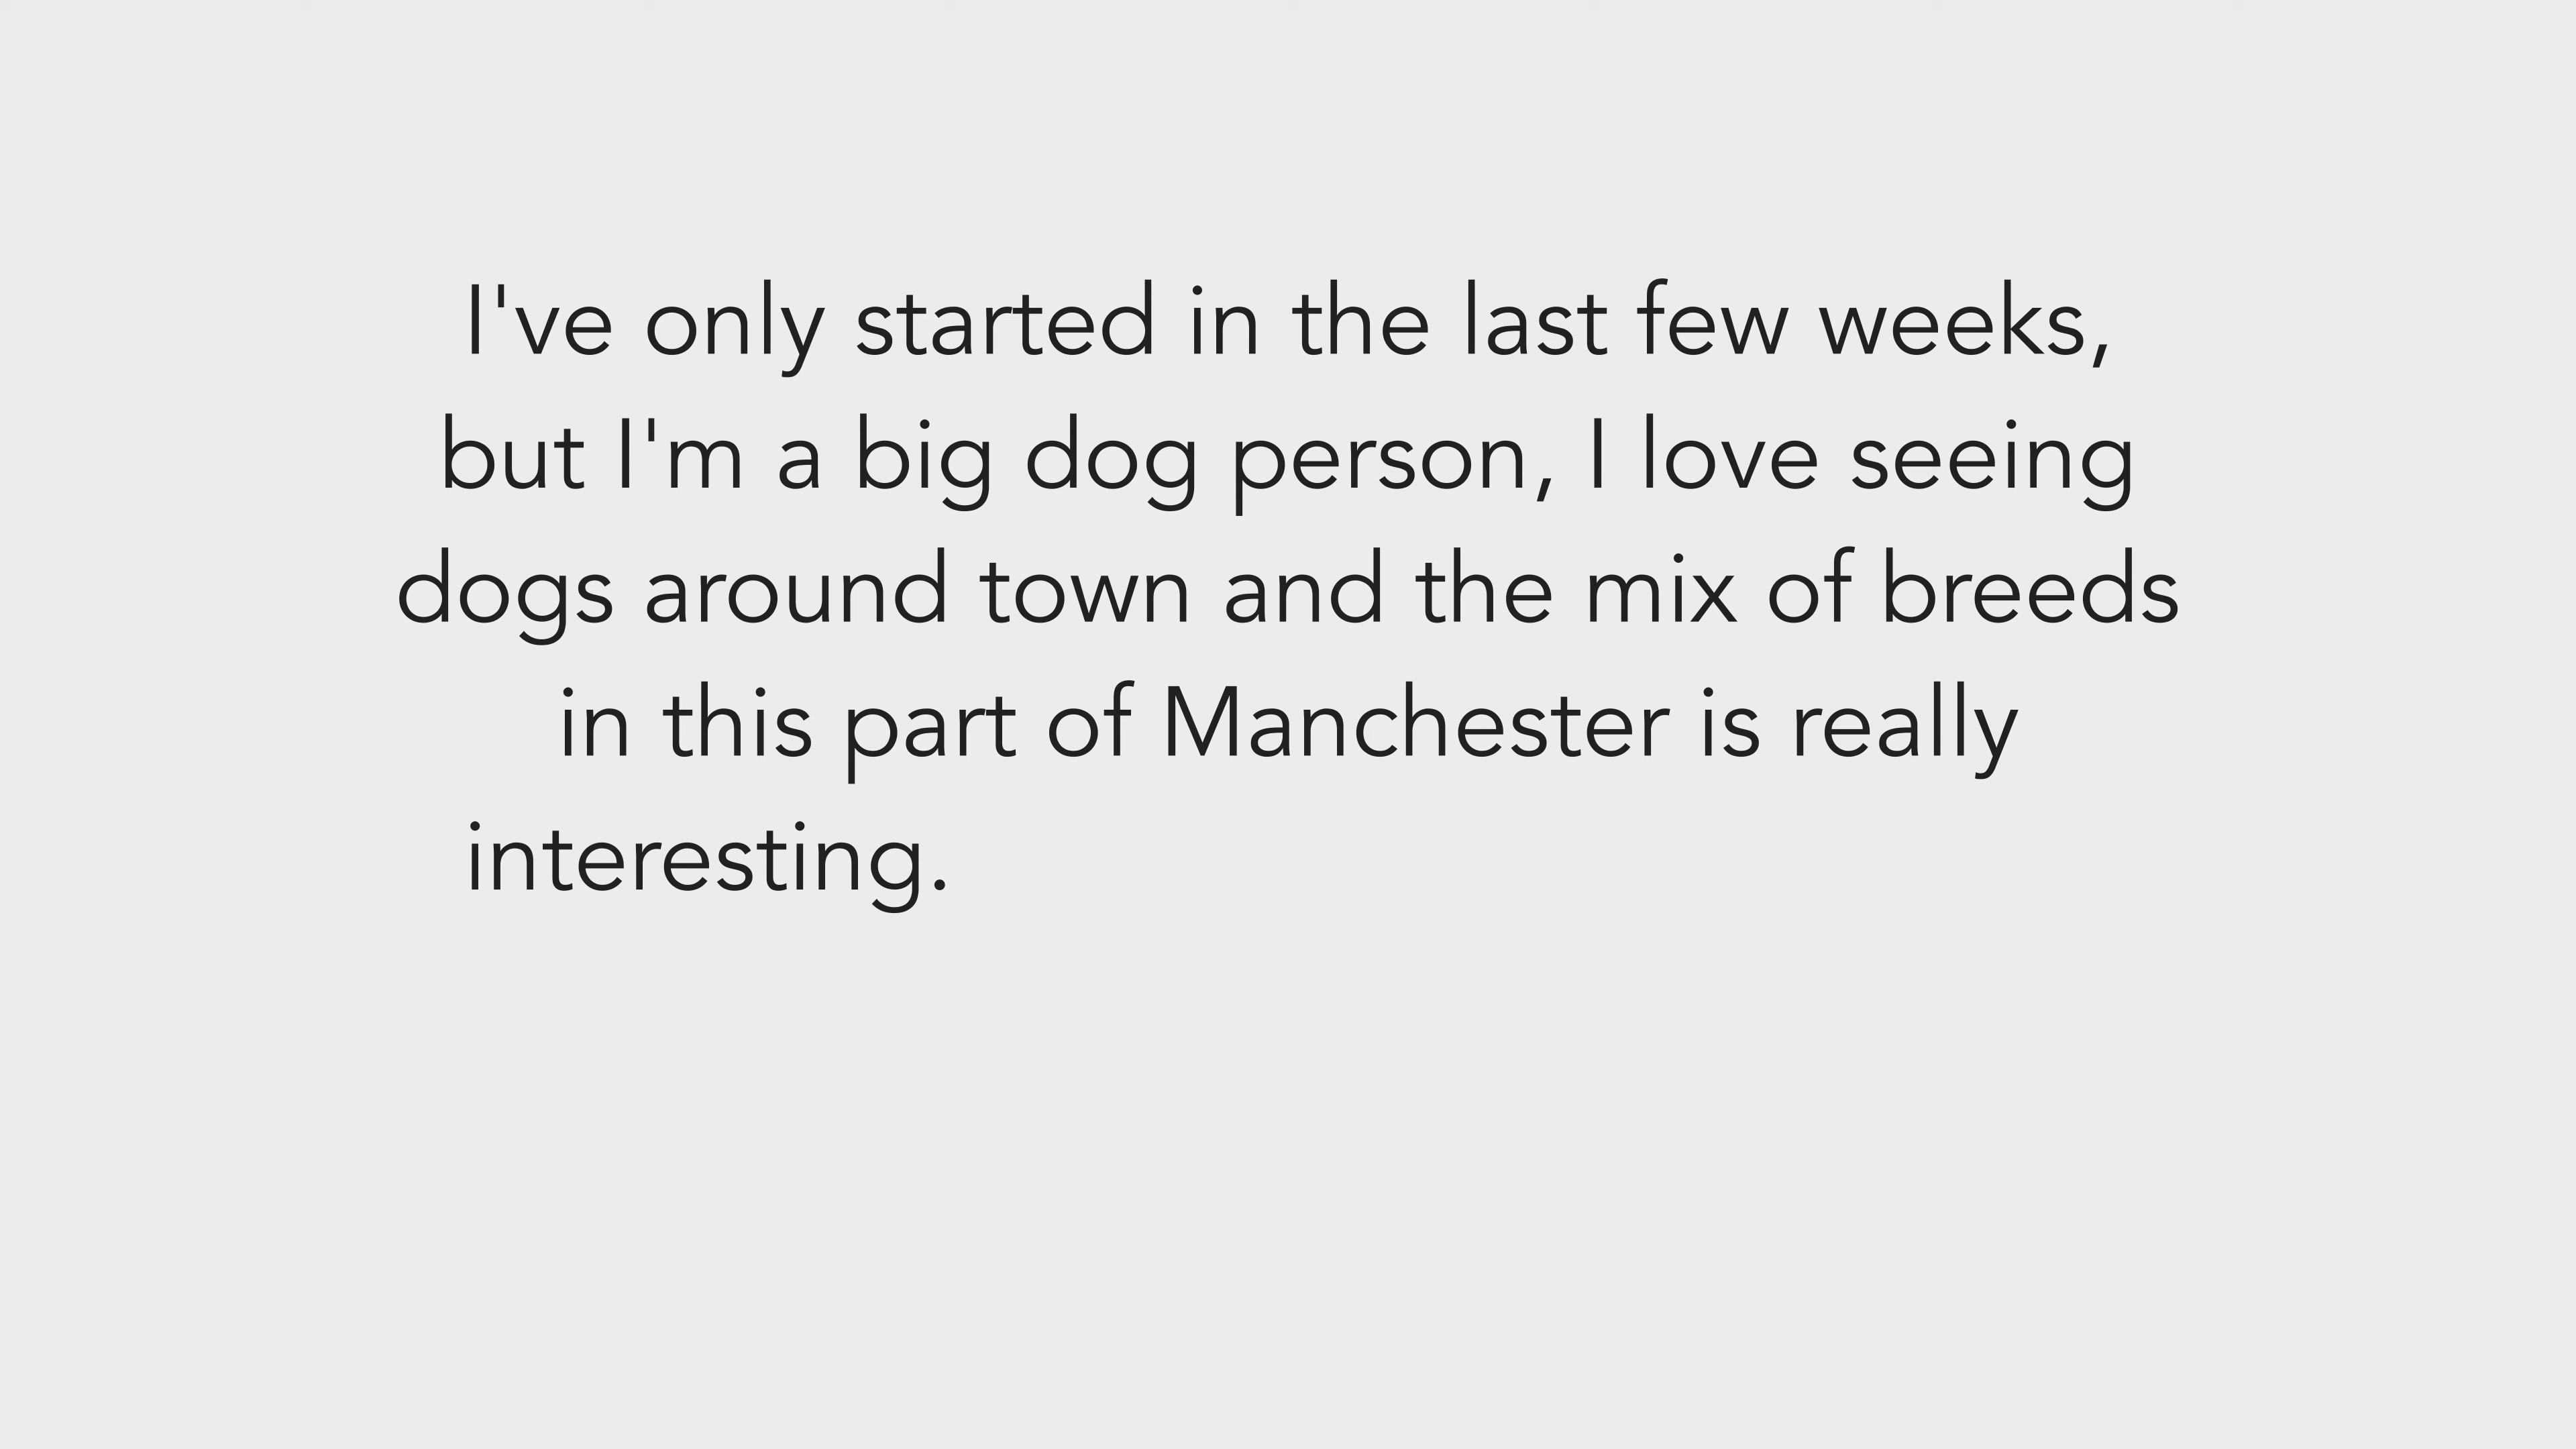 I've only started in the last few weeks,
but I'm a big dog person, I love seeing
dogs around town and the mix of breeds
in this part of Manchester is really
interesting.